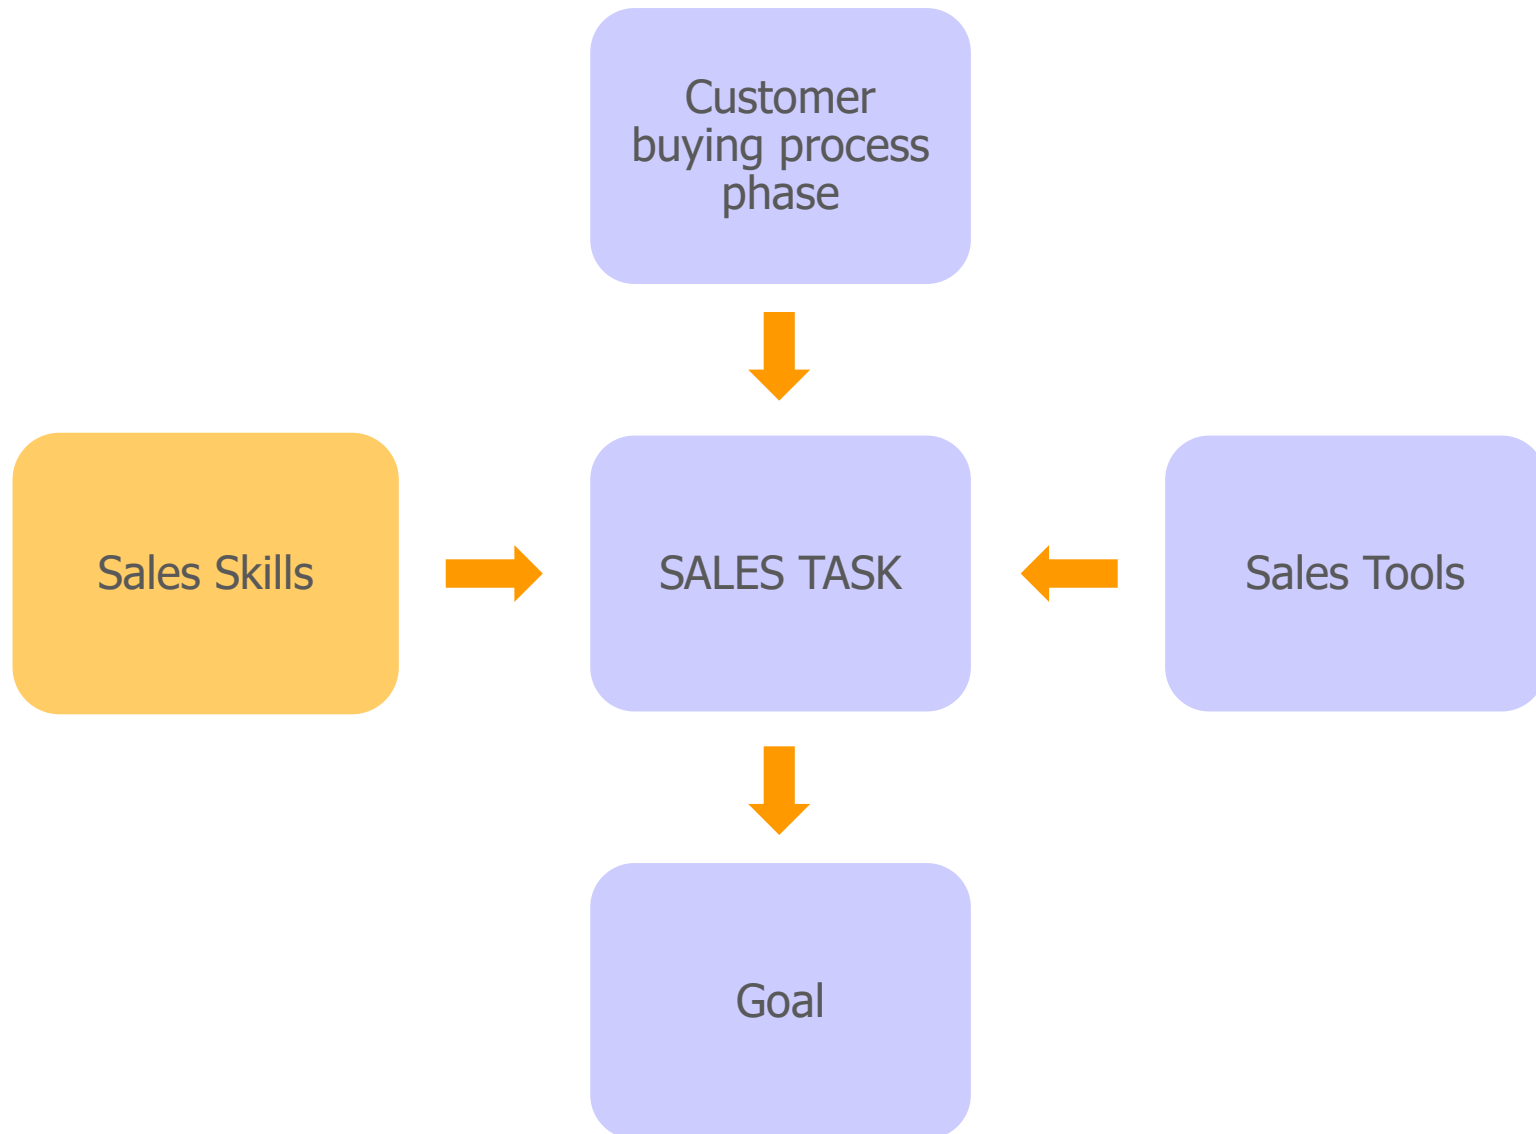 Customer
buying process
phase
Sales Skills
SALES TASK
Sales Tools
Goal